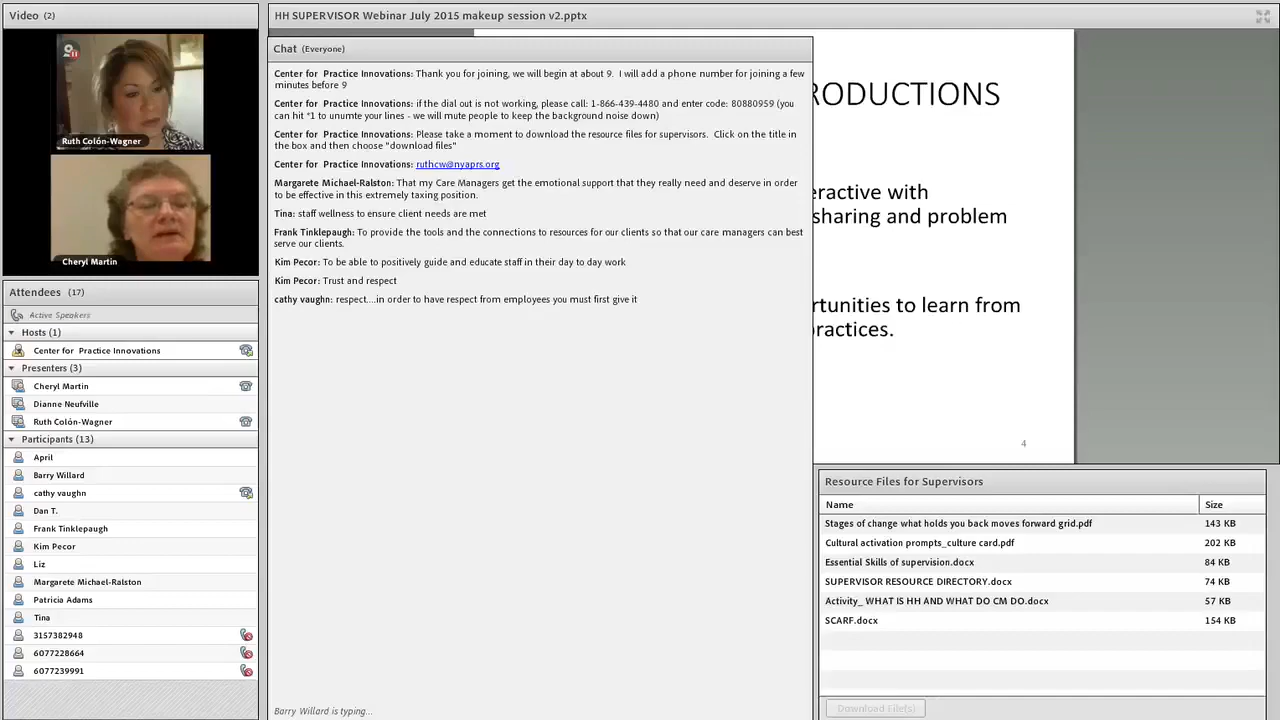 Video (2)
Ruth Colón-Wagner
Cheryl Martin
Attendees (17)
Active Speakers
Hosts (1)
Center for Practice Innovations
Presenters (3)
Cheryl Martin
Dianne Neufville
Ruth Colón-Wagner
Participants (13)
April
Barry Willard
cathy vaughn
Dan T.
Frank Tinklepaugh
Kim Pecor
Liz
Margarete Michael-Ralston
Patricia Adams
Tina
3157382948
6077228664
6077239991
HH SUPERVISOR Webinar July 2015 makeup session v2.pptx
Chat (Everyone)
Center for Practice Innovations: Thank you for joining, we will begin at about 9. I will add a phone number for joining a few
minutes before 9
Center for Practice Innovations: if the dial out is not working, please call: 1-866-439-4480 and enter code: 80880959 (you
can hit *1 to unumte your lines - we will mute people to keep the background noise down)
Center for Practice Innovations: Please take a moment to download the resource files for supervisors. Click on the title in
the box and then choose "download files"
Center for Practice Innovations: ruthcw@nyaprs.org
Margarete Michael-Ralston: That my Care Managers get the emotional support that they really need and deserve in order
to be effective in this extremely taxing position.
Tina: staff wellness to ensure client needs are met
Frank Tinklepaugh: To provide the tools and the connections to resources for our clients so that our care managers can best
serve our clients.
Kim Pecor: To be able to positively guide and educate staff in their day to day work
Kim Pecor: Trust and respect
cathy vaughn: respect....in order to have respect from employees you must first give it
Barry Willard is typing...
RODUCTIONS
eractive with
sharing and problem
rtunities to learn from
ractices.
4
Resource Files for Supervisors
Name Size
Stages of change what holds you back moves forward grid.pdf 143 KB
Cultural activation prompts_culture card.pdf 202 KB
Essential Skills of supervision.docx 84 KB
SUPERVISOR RESOURCE DIRECTORY.docx 74 KB
Activity_ WHAT IS HH AND WHAT DO CM DO.docx 57 KB
SCARF.docx 154 KB
Download File(s)